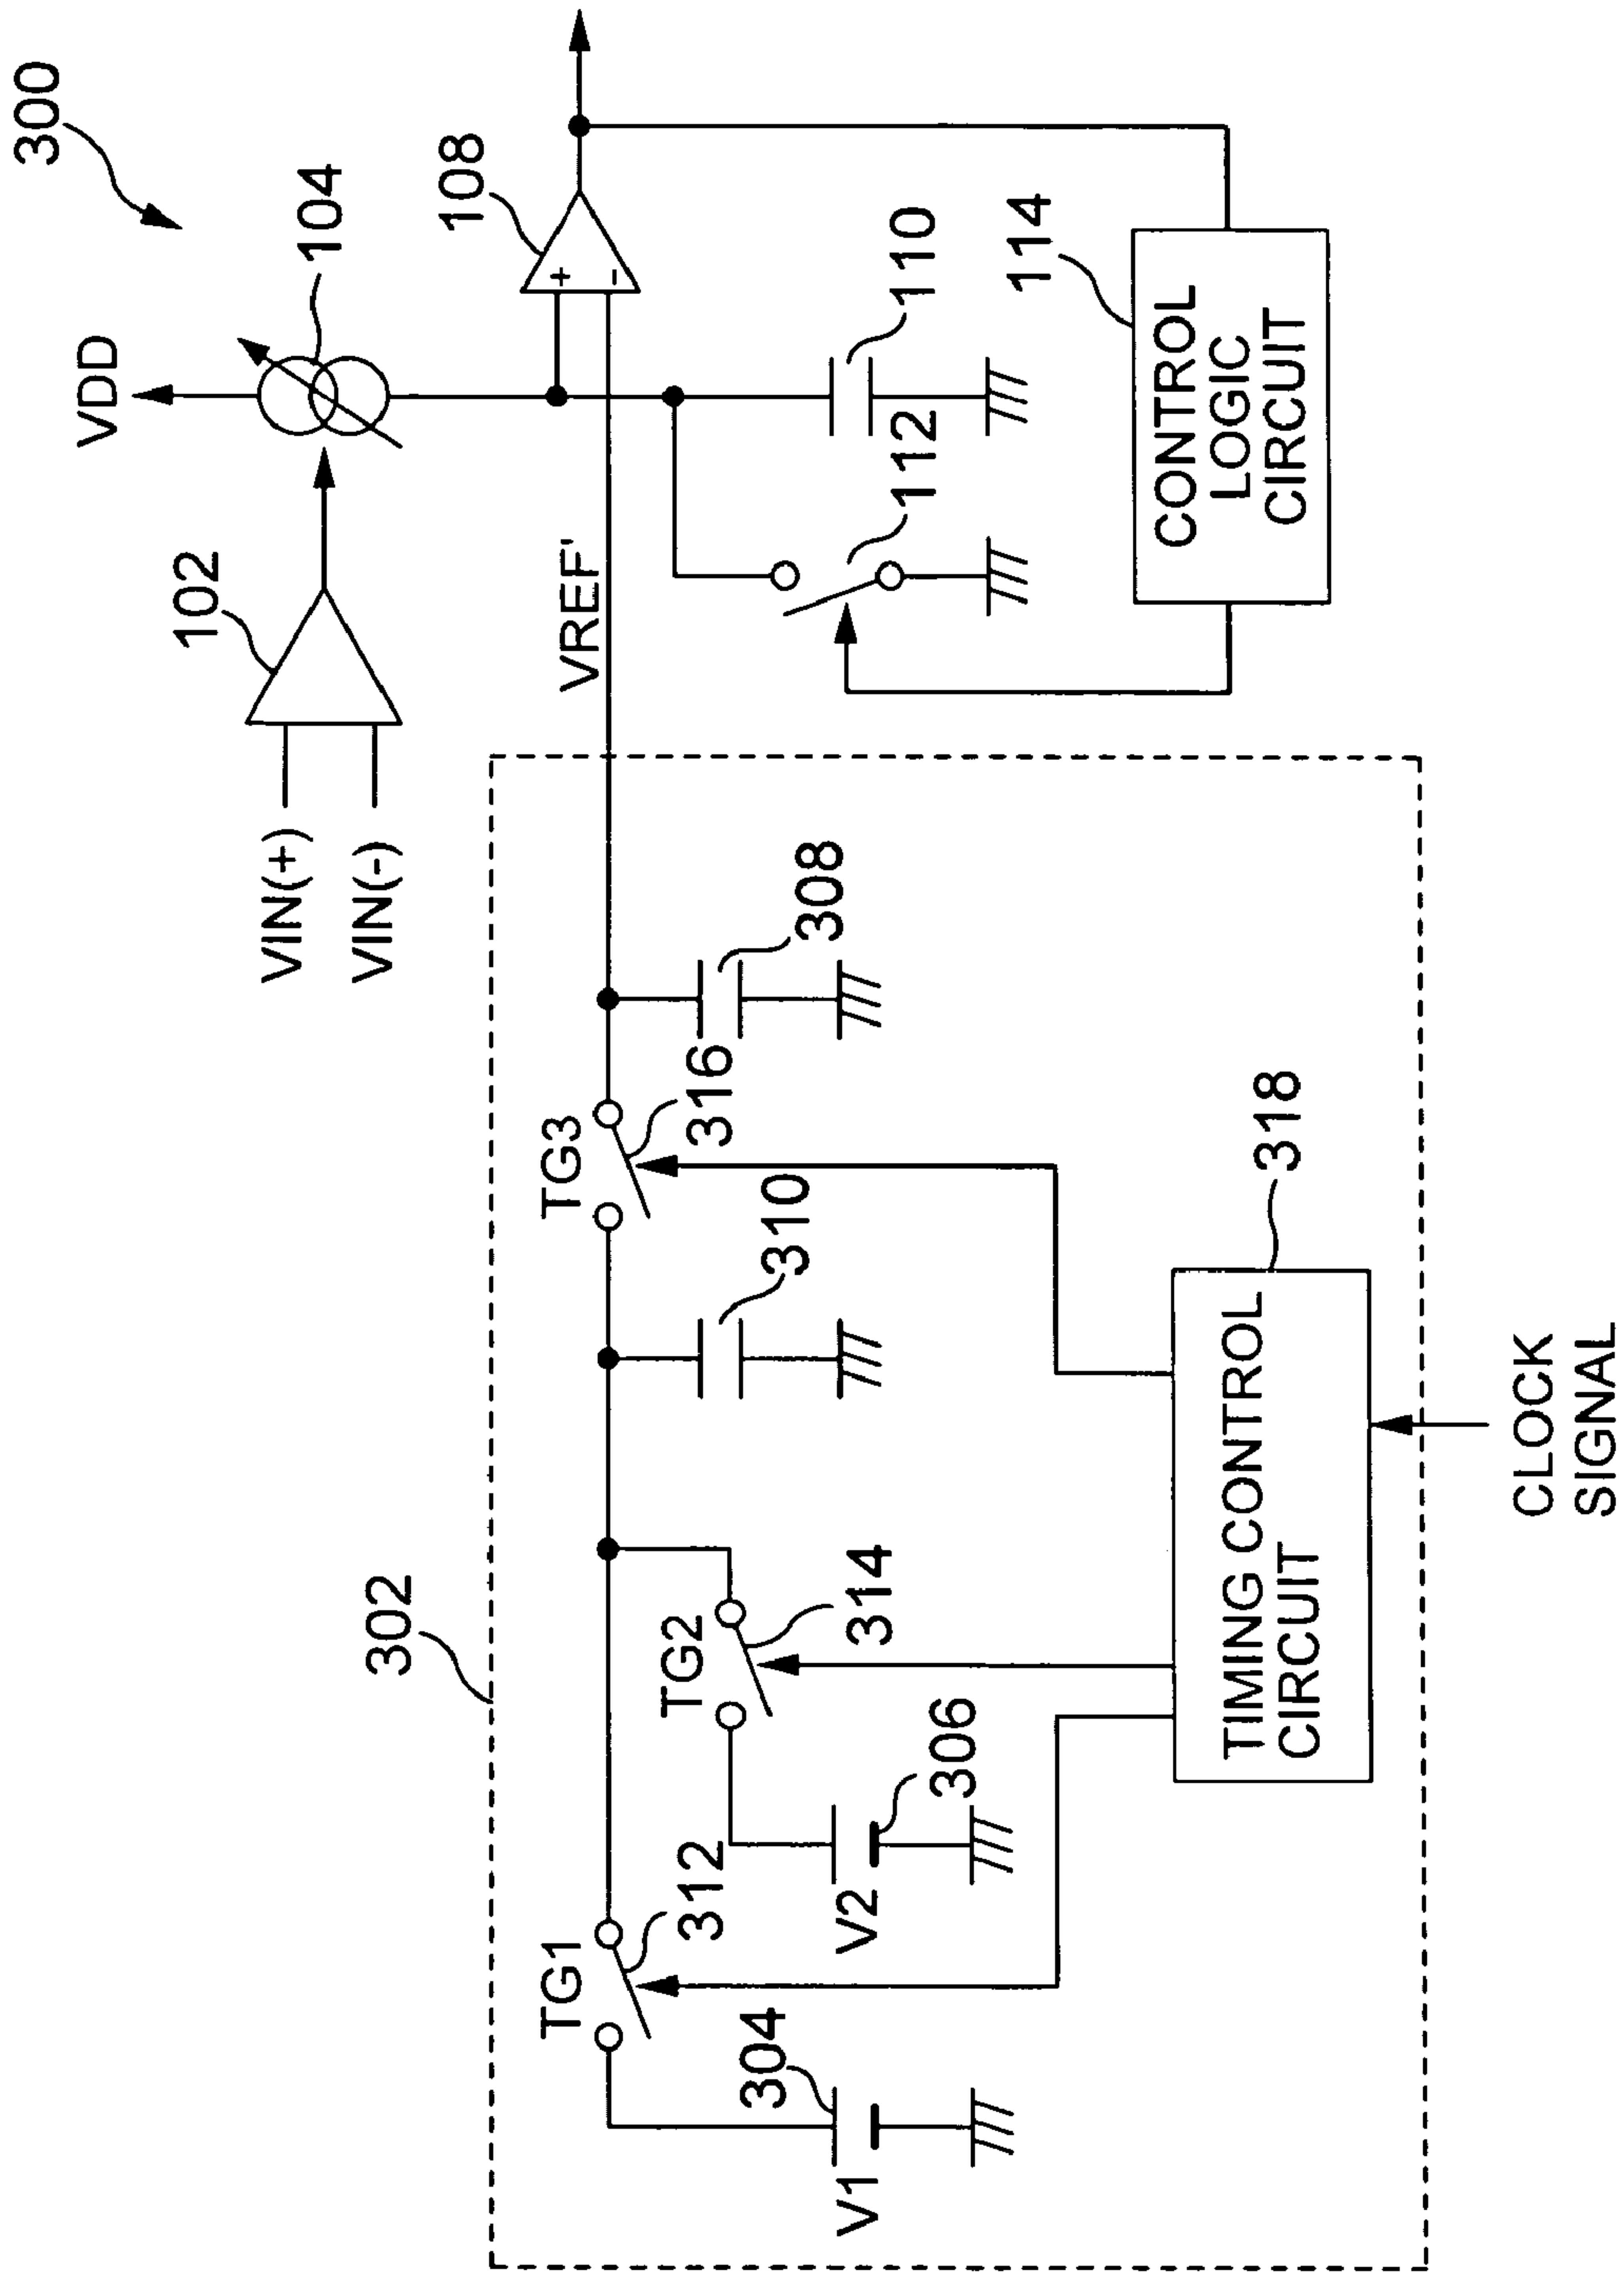 300
VDD
104
102
VIN(+)
VIN(-)
108
+
-
VREF'
110
112
114
CONTROL
LOGIC
CIRCUIT
302
TG1
312
304
V1
TG2
314
306
V2
TG3
316
310
308
318
TIMING CONTROL
CIRCUIT
CLOCK
SIGNAL